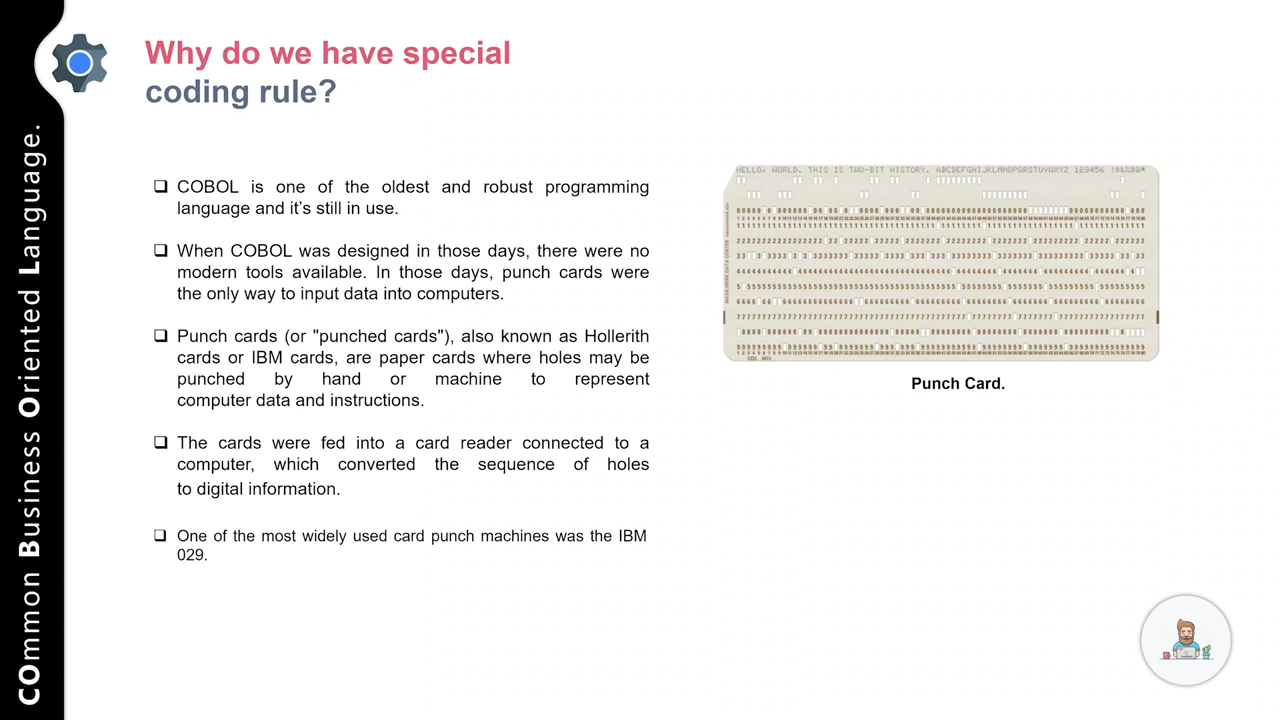 COmmon Business Oriented Language.
Why do we have special
coding rule?
COBOL is one of the oldest and robust programming
language and it's still in use.
When COBOL was designed in those days, there were no
modern tools available. In those days, punch cards were
the only way to input data into computers.
Punch cards (or "punched cards"), also known as Hollerith
cards or IBM cards, are paper cards where holes may be
punched by hand or machine to represent
computer data and instructions.
The cards were fed into a card reader connected to a
computer, which converted the sequence of holes
to digital information.
One of the most widely used card punch machines was the IBM
029.
HELLO, WORLD. THIS IS TWO-BIT HISTORY. ABCDEFGHIJKLMNOPQRSTUVWXYZ 123456
Punch Card.